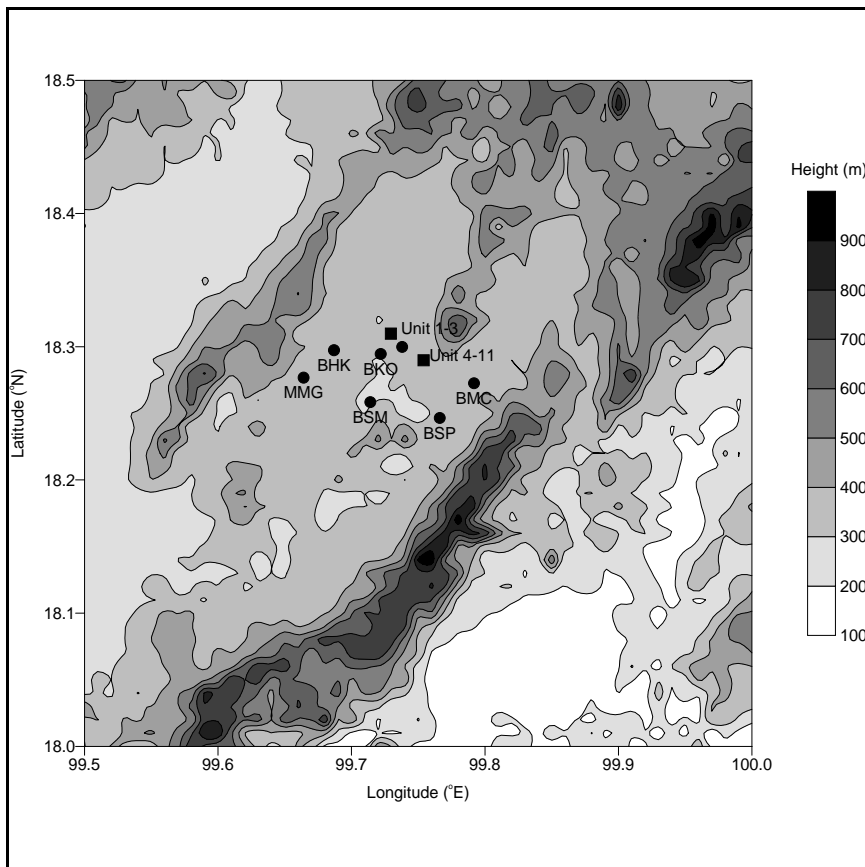 18.5
Height (m)
18.4
900
800
Unit 1-3
700
18.3
BHK
Unit 4-11
BKO
600
MMG
BMC
BSM
BSP
500
Latitude (°N)
400
18.2
300
200
18.1
100
18.0
99.5 99.6 99.7 99.8 99.9 100.0
Longitude (°E)